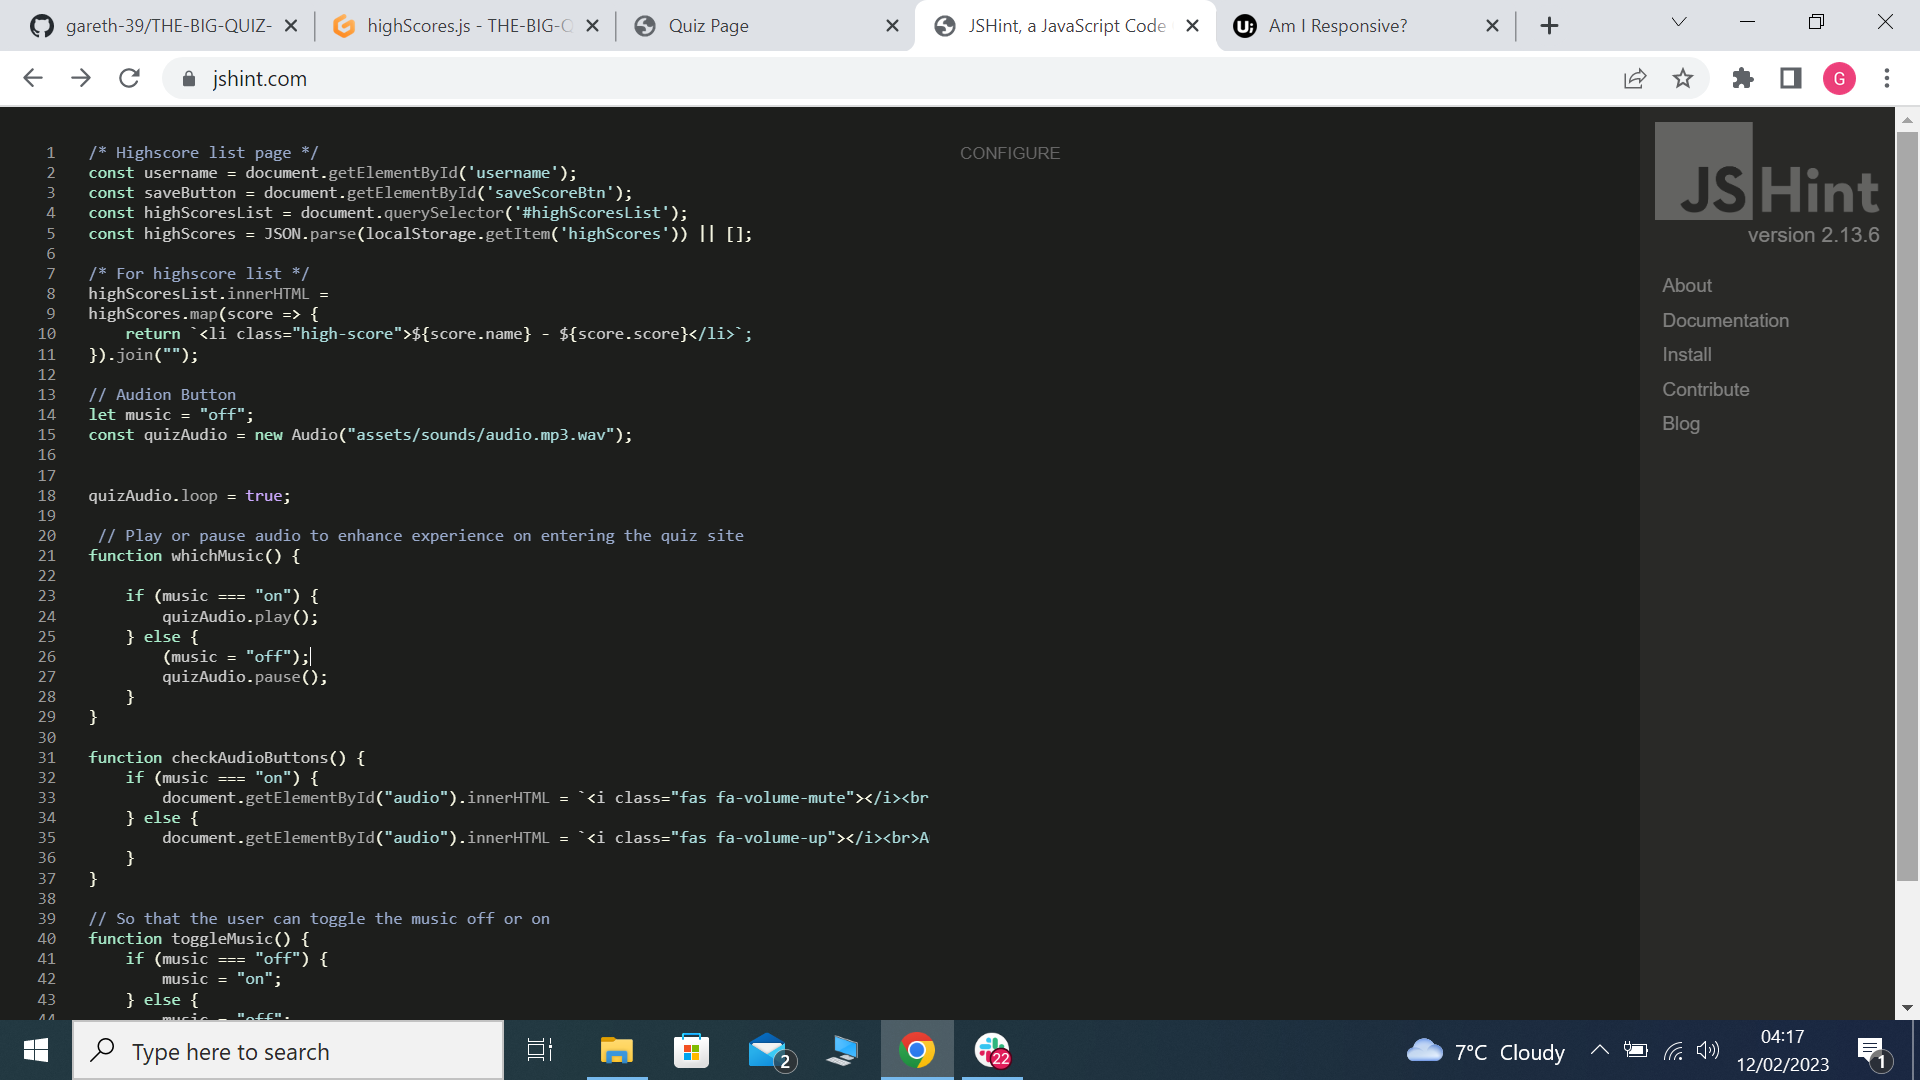 gareth-39/THE-BIG-QUIZ-
highScores.js - THE-BIG-Q
Quiz Page
JSHint, a JavaScript Code
Am I Responsive?
jshint.com
G
CONFIGURE
1 /* Highscore list page */
2 const username = document.getElementById('username');
3 const saveButton = document.getElementById('saveScoreBtn');
4 const highScoresList = document.querySelector('#highScoresList');
5 const highScores = JSON.parse(localStorage.getItem('highScores')) || [];
6
7 /* For highscore list */
8 highScoresList.innerHTML =
9 highScores.map(score => {
10 return `<li class="high-score">${score.name} - ${score.score}</li>`;
11 }).join("");
12
13 // Audion Button
14 let music = "off";
15 const quizAudio = new Audio("assets/sounds/audio.mp3.wav");
16
17
18 quizAudio.loop = true;
19
20 // Play or pause audio to enhance experience on entering the quiz site
21 function whichMusic() {
22
23 if (music === "on") {
24 quizAudio.play();
25 } else {
26 (music = "off");
27 quizAudio.pause();
28 }
29 }
30
31 function checkAudioButtons() {
32 if (music === "on") {
33 document.getElementById("audio").innerHTML = `<i class="fas fa-volume-mute"></i><br
34 } else {
35 document.getElementById("audio").innerHTML = `<i class="fas fa-volume-up"></i><br>A
36 }
37 }
38
39 // So that the user can toggle the music off or on
40 function toggleMusic() {
41 if (music === "off") {
42 music = "on";
43 } else {
44 music = "off";
JSHint
version 2.13.6
About
Documentation
Install
Contribute
Blog
Type here to search
2
22
7°C Cloudy
04:17
12/02/2023
1